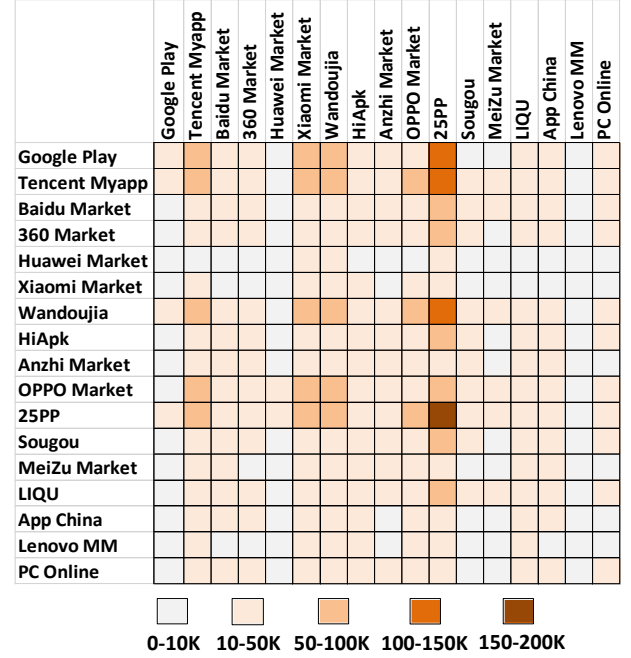 Google Play
Tencent Myapp
Baidu Market
360 Market
Huawei Market
Xiaomi Market
Wandoujia
HiApk
Anzhi Market
OPPO Market
25PP
Sougou
MeiZu Market
LIQU
App China
Lenovo MM
PC Online
Google Play
Tencent Myapp
Baidu Market
360 Market
Huawei Market
Xiaomi Market
Wandoujia
HiApk
Anzhi Market
OPPO Market
25PP
Sougou
MeiZu Market
LIQU
App China
Lenovo MM
PC Online
0-10K 10-50K 50-100K 100-150K 150-200K